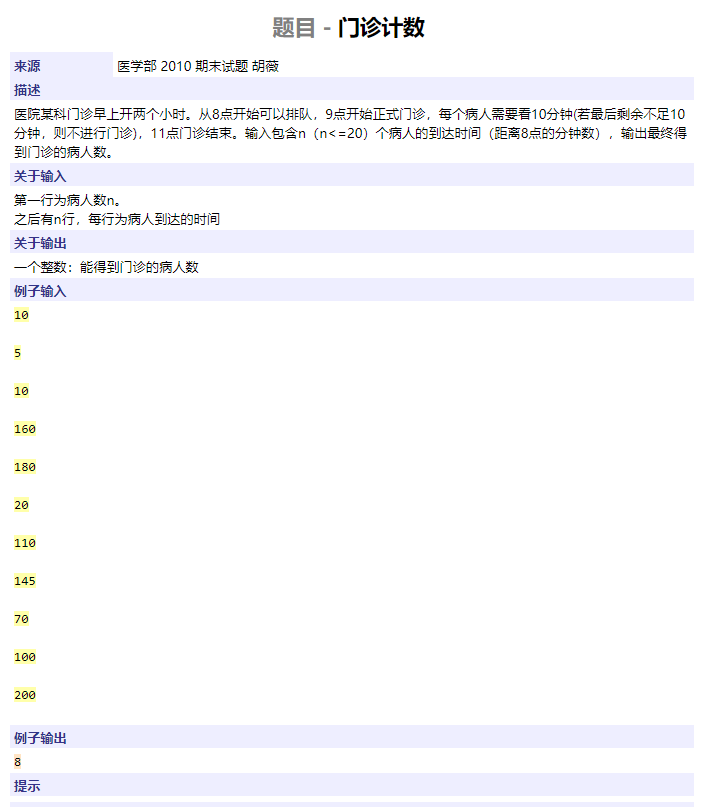 题目 - 门诊计数
来源 医学部 2010 期末试题 胡薇
描述
医院某科门诊早上开两个小时。从8点开始可以排队，9点开始正式门诊，每个病人需要看10分钟(若最后剩余不足10
分钟，则不进行门诊)，11点门诊结束。输入包含n（n<=20）个病人的到达时间（距离8点的分钟数），输出最终得
到门诊的病人数。
关于输入
第一行为病人数n。
之后有n行，每行为病人到达的时间
关于输出
一个整数：能得到门诊的病人数
例子输入
10
5
10
160
180
20
110
145
70
100
200
例子输出
8
提示